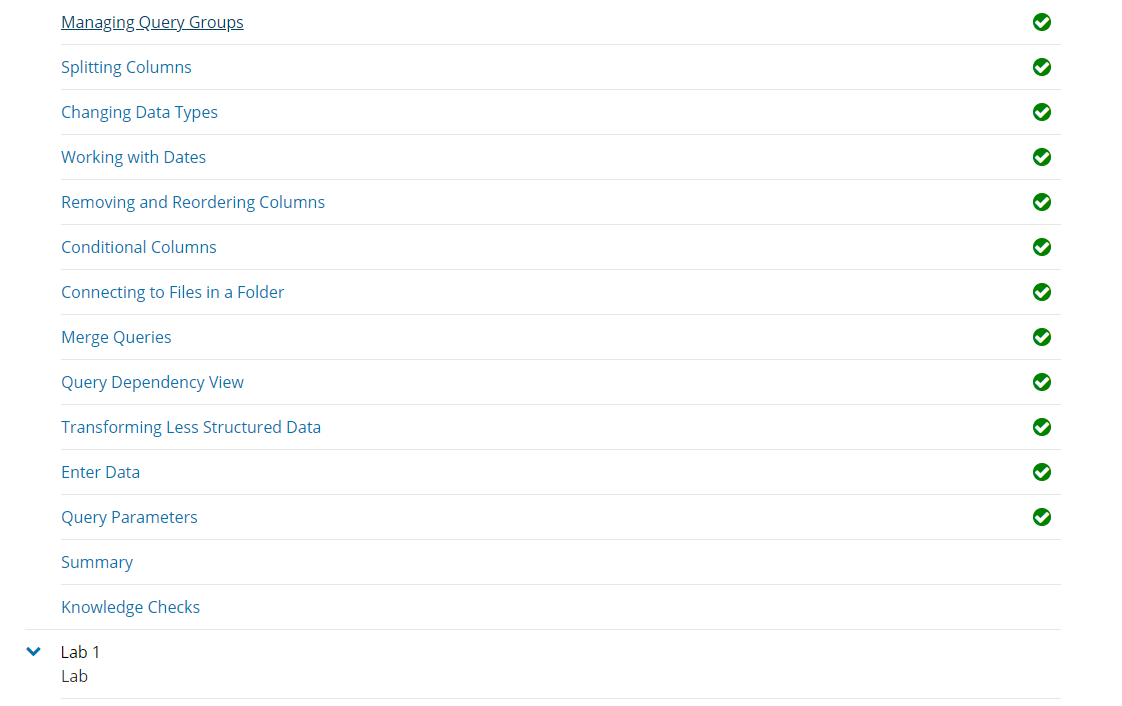 Managing Query Groups
Splitting Columns
Changing Data Types
Working with Dates
Removing and Reordering Columns
Conditional Columns
Connecting to Files in a Folder
Merge Queries
Query Dependency View
Transforming Less Structured Data
Enter Data
Query Parameters
Summary
Knowledge Checks
Lab 1
Lab